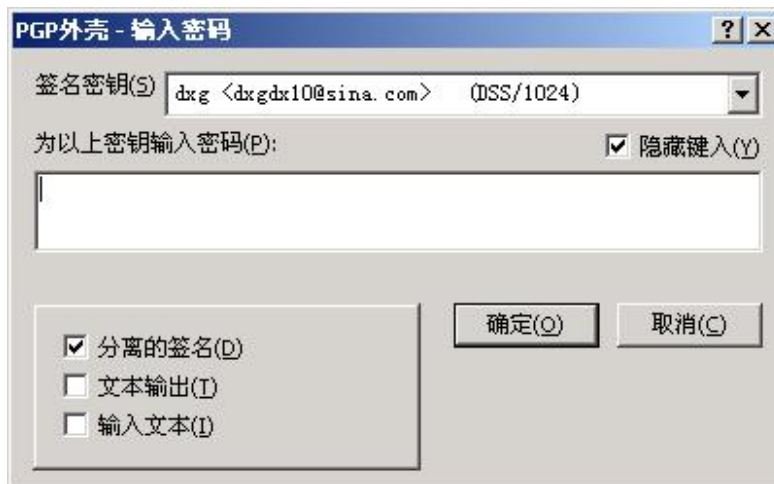 PGP外壳 - 输入密码
签名密钥(S) dxg <dxgdx10@sina.com> (DSS/1024)
为以上密钥输入密码(P): 隐藏键入(Y)
确定(O) 取消(C)
分离的签名(D)
文本输出(T)
输入文本(I)